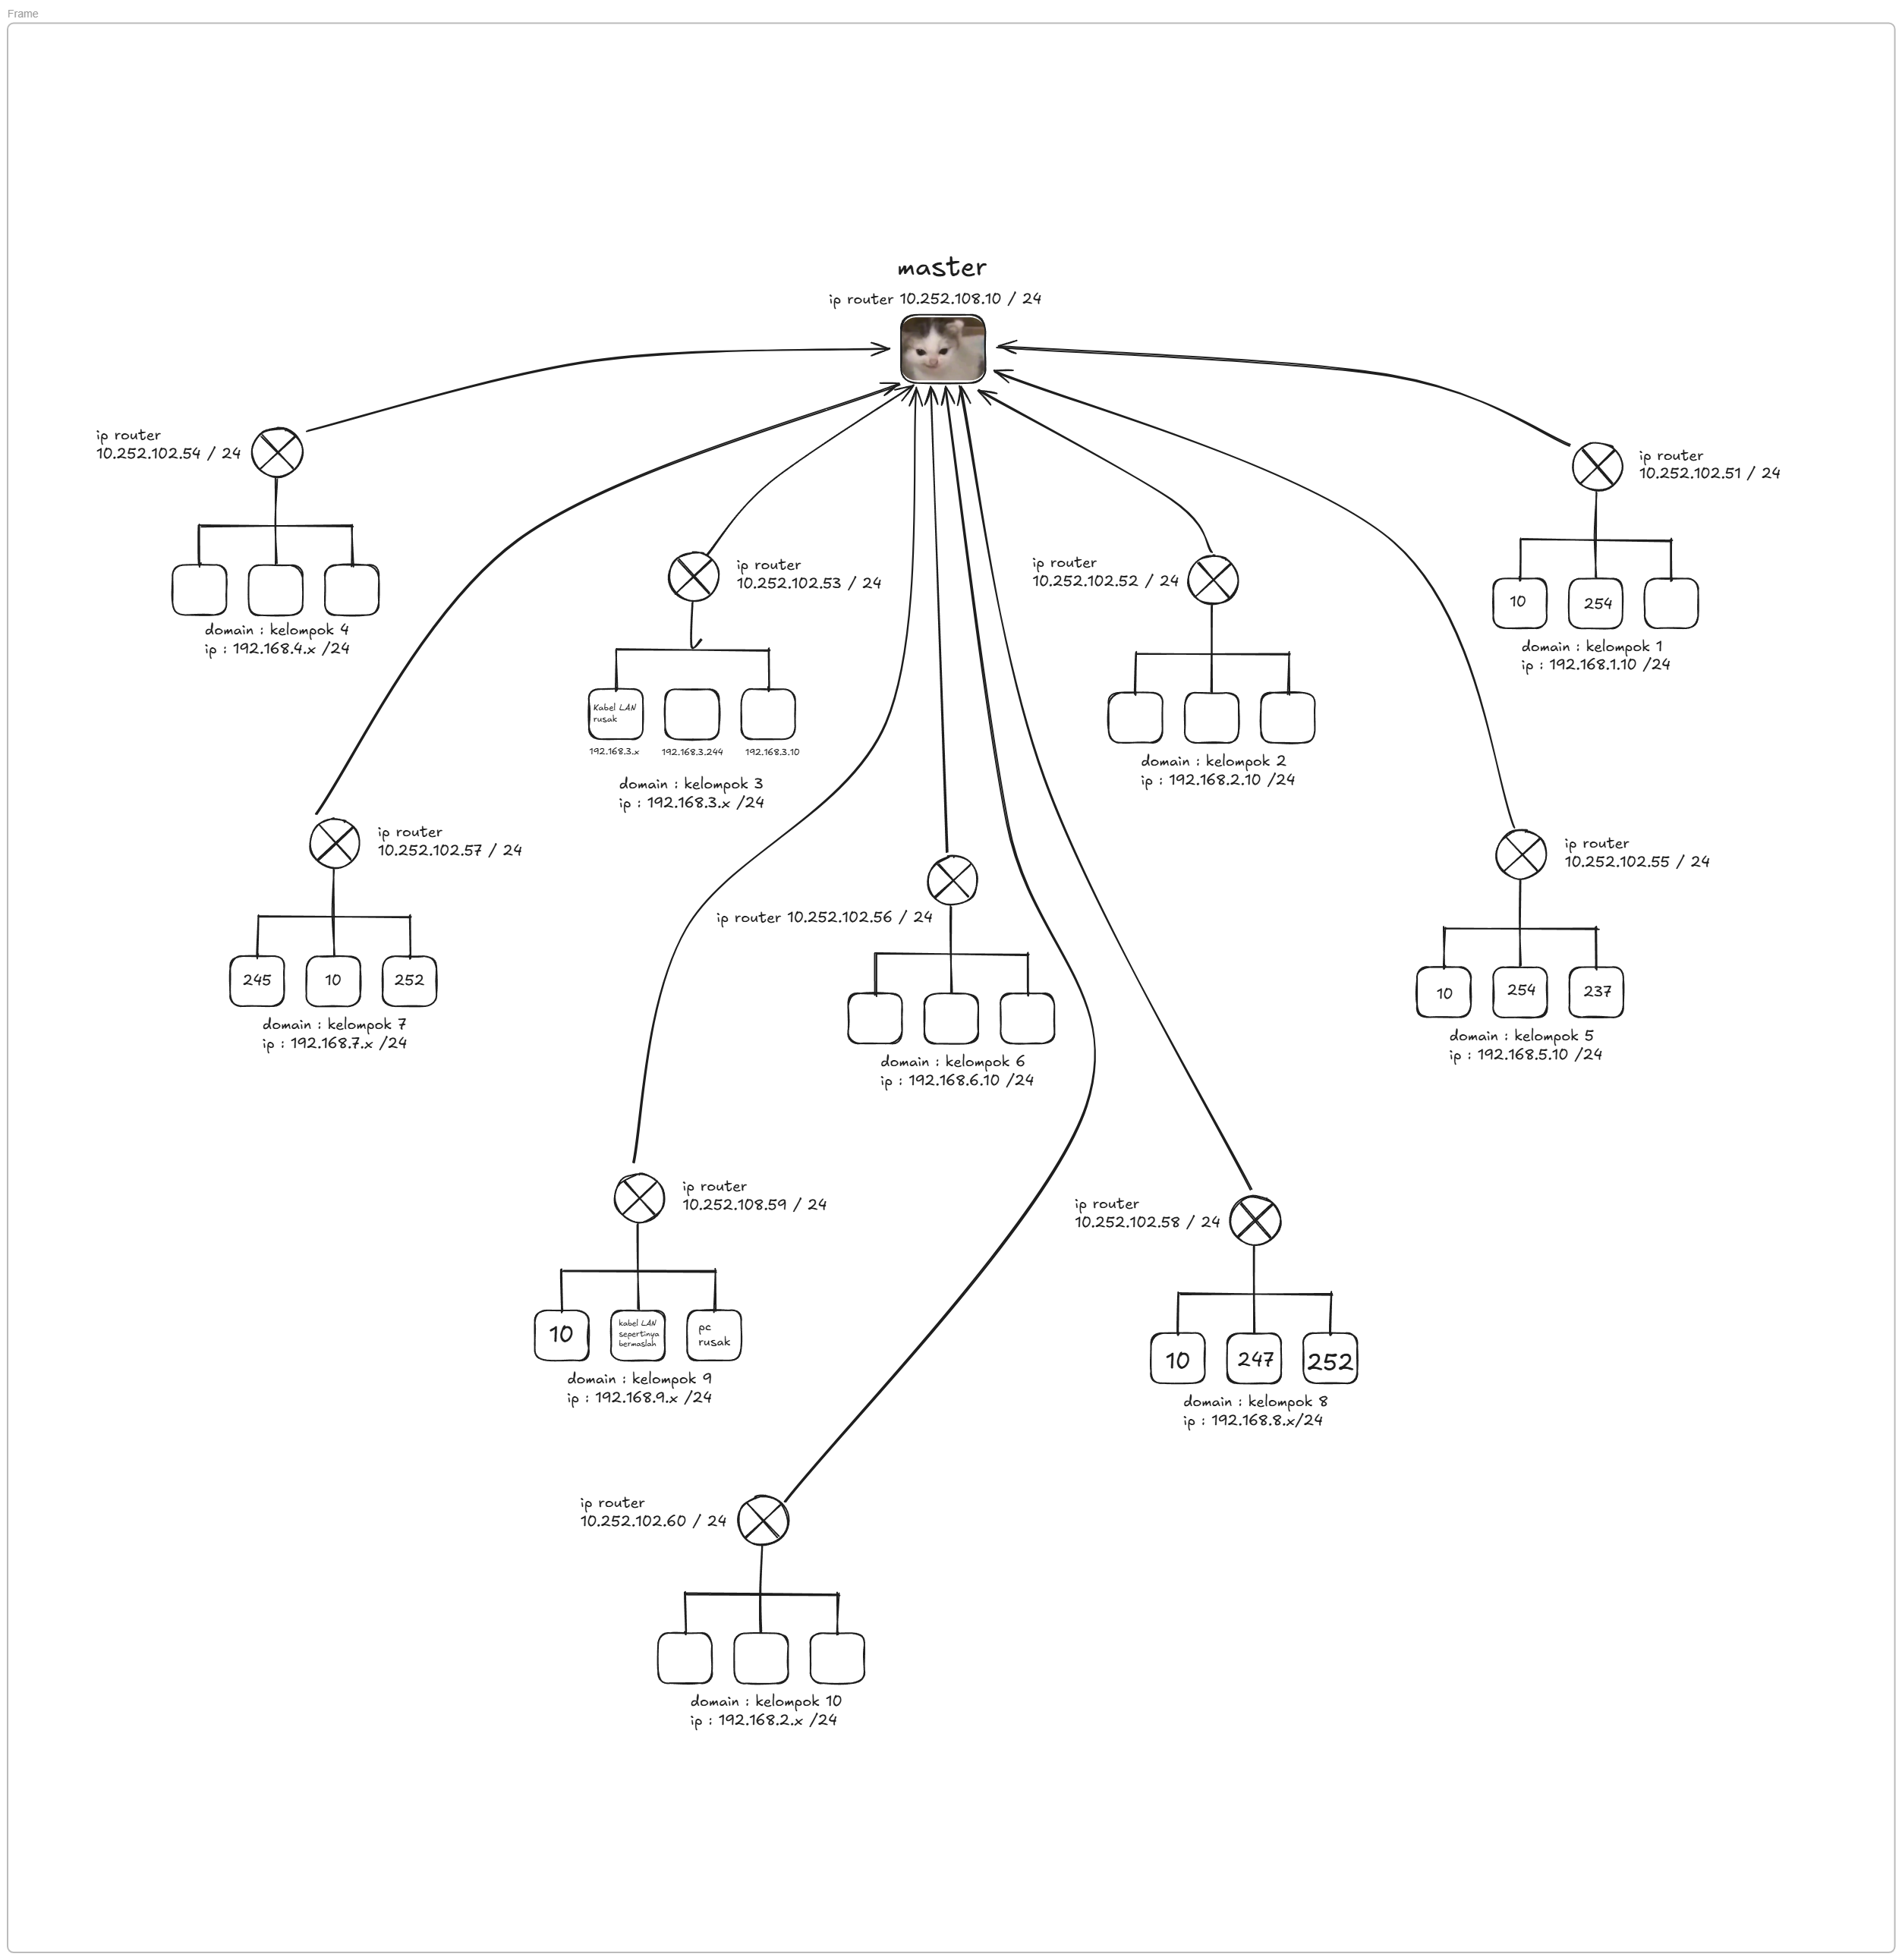 Frame
master
ip router 10.252.108.10 / 24
ip router
10.252.102.54 / 24
domain : kelompok 4
ip : 192.168.4.x /24
ip router
10.252.102.53 / 24
Kabel LAN
rusak
192.168.3.x
192.168.3.244
192.168.3.10
domain : kelompok 3
ip : 192.168.3.x /24
ip router
10.252.102.52 / 24
domain : kelompok 2
ip : 192.168.2.10 /24
ip router
10.252.102.51 / 24
10
254
domain : kelompok 1
ip : 192.168.1.10 /24
ip router
10.252.102.57 / 24
245
10
252
domain : kelompok 7
ip : 192.168.7.x /24
ip router 10.252.102.56 / 24
domain : kelompok 6
ip : 192.168.6.10 /24
ip router
10.252.102.55 / 24
10
254
237
domain : kelompok 5
ip : 192.168.5.10 /24
ip router
10.252.108.59 / 24
10
kabel LAN
sepertinya
bermaslah
pc
rusak
domain : kelompok 9
ip : 192.168.9.x /24
ip router
10.252.102.58 / 24
10
247
252
domain : kelompok 8
ip : 192.168.8.x/24
ip router
10.252.102.60 / 24
domain : kelompok 10
ip : 192.168.2.x /24